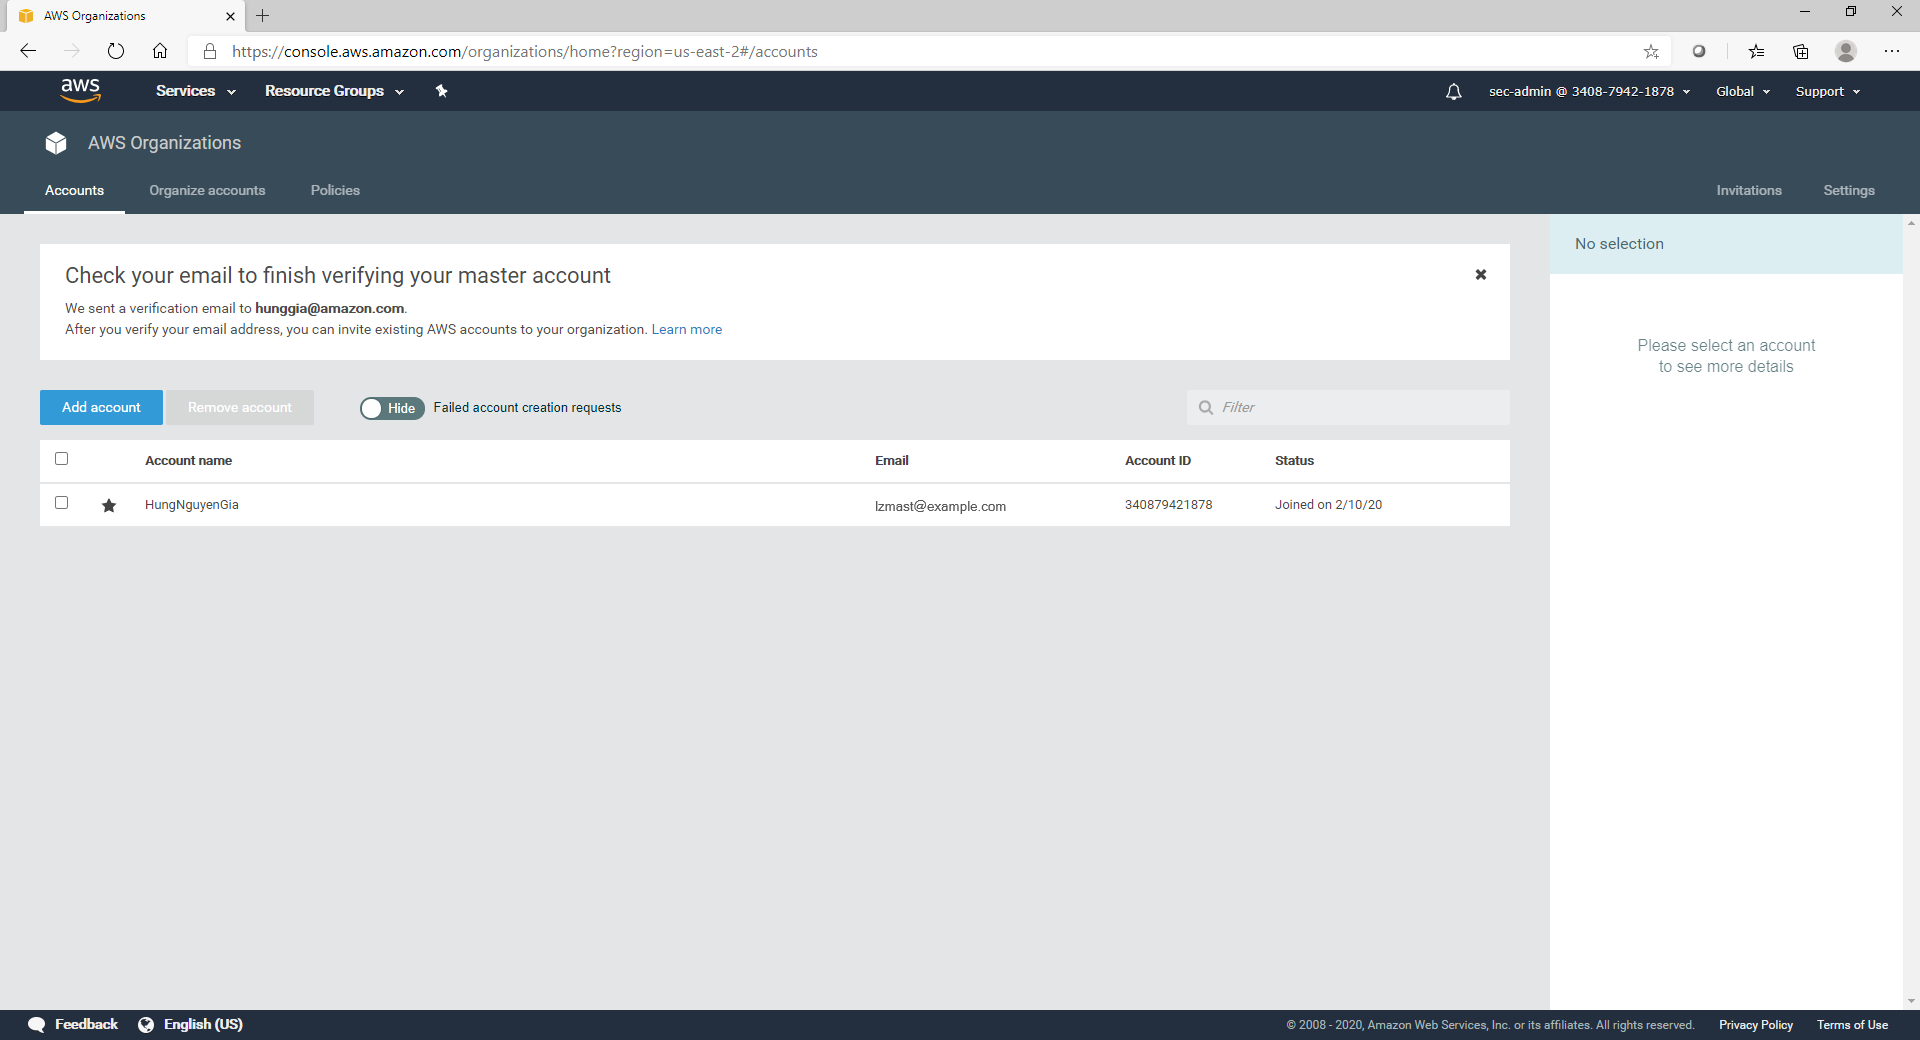 AWS Organizations
https://console.aws.amazon.com/organizations/home?region=us-east-2#/accounts
aws Services Resource Groups sec-admin @ 3408-7942-1878 Global Support
AWS Organizations
Accounts Organize accounts Policies Invitations Settings
No selection
Check your email to finish verifying your master account
We sent a verification email to hunggia@amazon.com.
After you verify your email address, you can invite existing AWS accounts to your organization. Learn more
Please select an account
to see more details
Add account Remove account Hide Failed account creation requests Filter
Account name Email Account ID Status
HungNguyenGia lzmast@example.com 340879421878 Joined on 2/10/20
Feedback English (US) © 2008 - 2020, Amazon Web Services, Inc. or its affiliates. All rights reserved. Privacy Policy Terms of Use